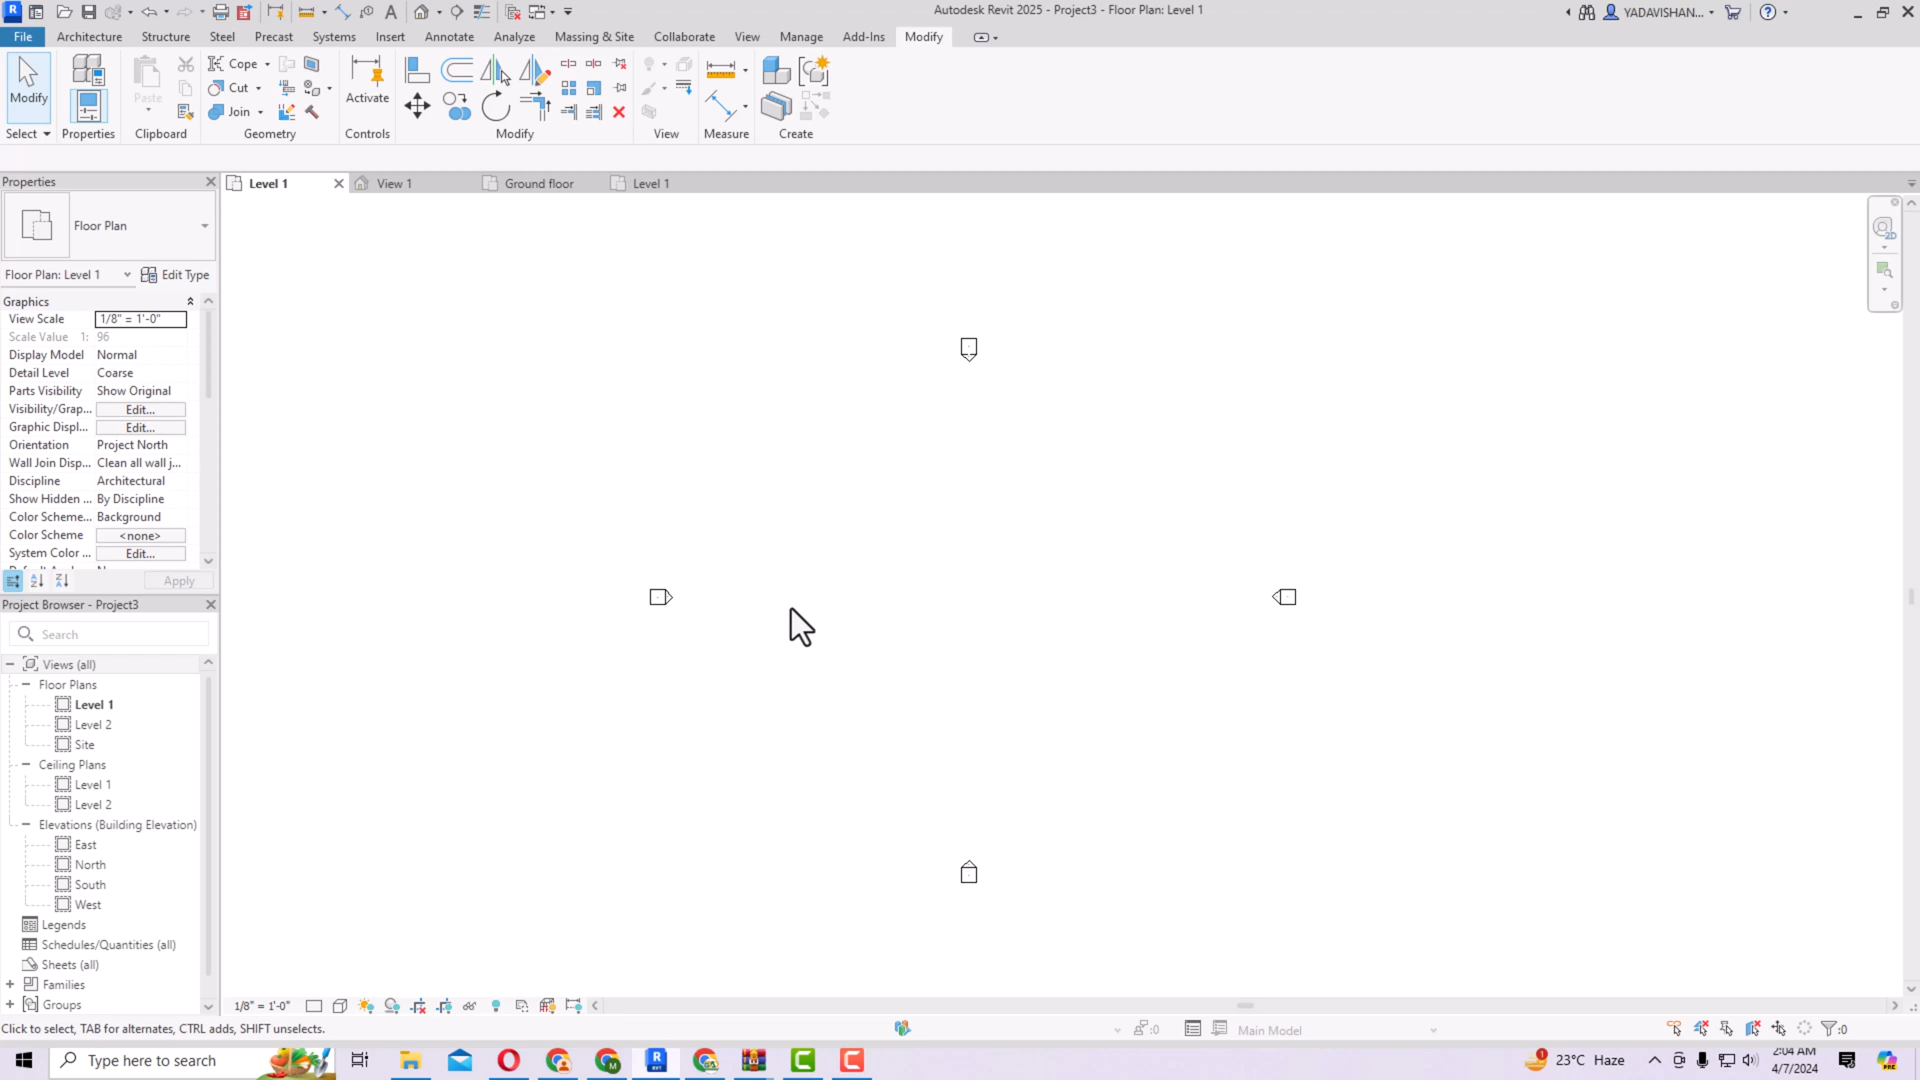 Autodesk Revit 2025 - Project3 - Floor Plan: Level 1
YADAVISHAN...
File Architecture Structure Steel Precast Systems Insert Annotate Analyze Massing & Site Collaborate View Manage Add-Ins Modify
Modify
Paste
Cope
Cut
Join
Activate
Select Properties Clipboard Geometry Controls Modify View Measure Create
Properties
Level 1 View 1 Ground floor Level 1
Floor Plan
Floor Plan: Level 1 Edit Type
Graphics
View Scale 1/8" = 1'-0"
Scale Value 1: 96
Display Model Normal
Detail Level Coarse
Parts Visibility Show Original
Visibility/Grap... Edit...
Graphic Displ... Edit...
Orientation Project North
Wall Join Disp... Clean all wall j...
Discipline Architectural
Show Hidden ... By Discipline
Color Scheme... Background
Color Scheme <none>
System Color ... Edit...
Apply
Project Browser - Project3
Search
Views (all)
Floor Plans
Level 1
Level 2
Site
Ceiling Plans
Level 1
Level 2
Elevations (Building Elevation)
East
North
South
West
Legends
Schedules/Quantities (all)
Sheets (all)
Families
Groups
1/8" = 1'-0"
Click to select, TAB for alternates, CTRL adds, SHIFT unselects.
:0
Main Model
:0
Type here to search
23°C Haze
2:04 AM
4/7/2024